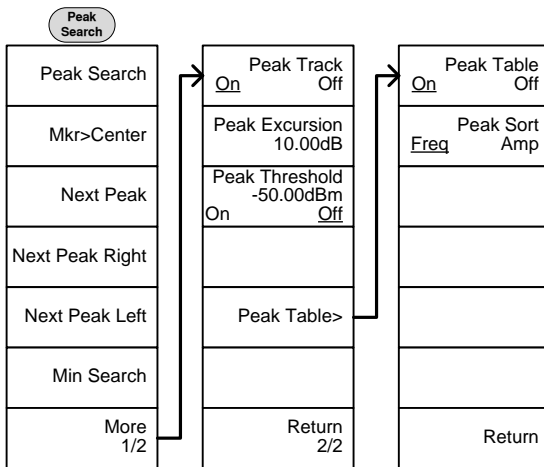 Peak
Search
Peak Search
Mkr>Center
Next Peak
Next Peak Right
Next Peak Left
Min Search
More
1/2
Peak Track
On Off
Peak Excursion
10.00dB
Peak Threshold
-50.00dBm
On Off
Peak Table>
Return
2/2
Peak Table
On Off
Peak Sort
Freq Amp
Return